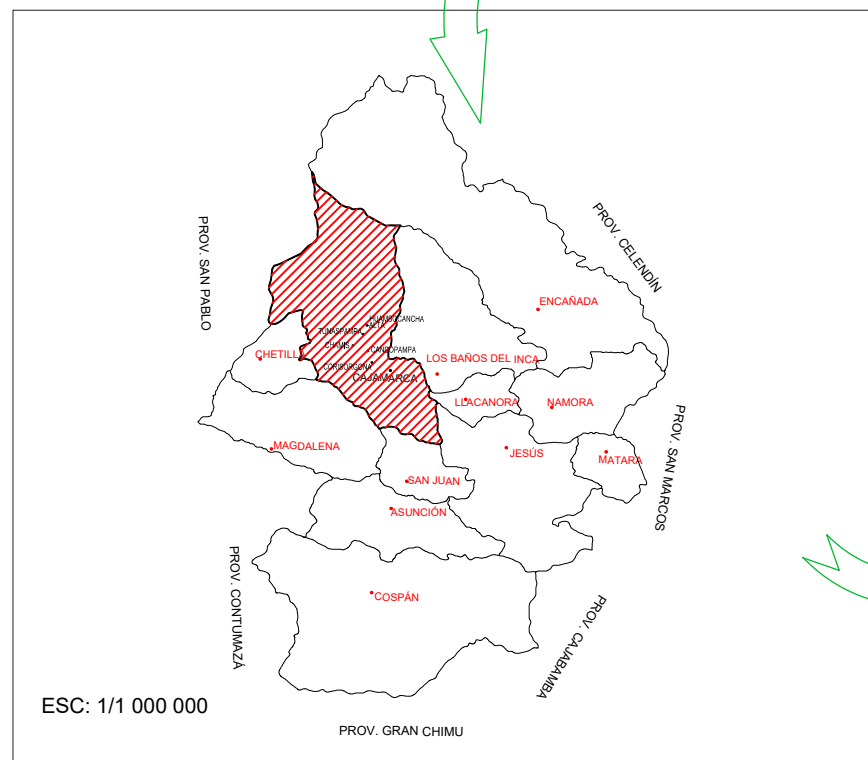 PROV. SAN PABLO
PROV. CELENDÍN
ENCAÑADA
HUAMBOCANCHA
ALTA
TUNASPAMPA
CHAMIS
CANDOPAMPA
CORISORGONA
CAJAMARCA
CHETILLA
LOS BAÑOS DEL INCA
LLACANORA
NAMORA
MAGDALENA
JESÚS
MATARA
PROV. SAN MARCOS
SAN JUAN
ASUNCIÓN
PROV. CONTUMAZÁ
COSPÁN
PROV. CAJABAMBA
ESC: 1/1 000 000
PROV. GRAN CHIMU